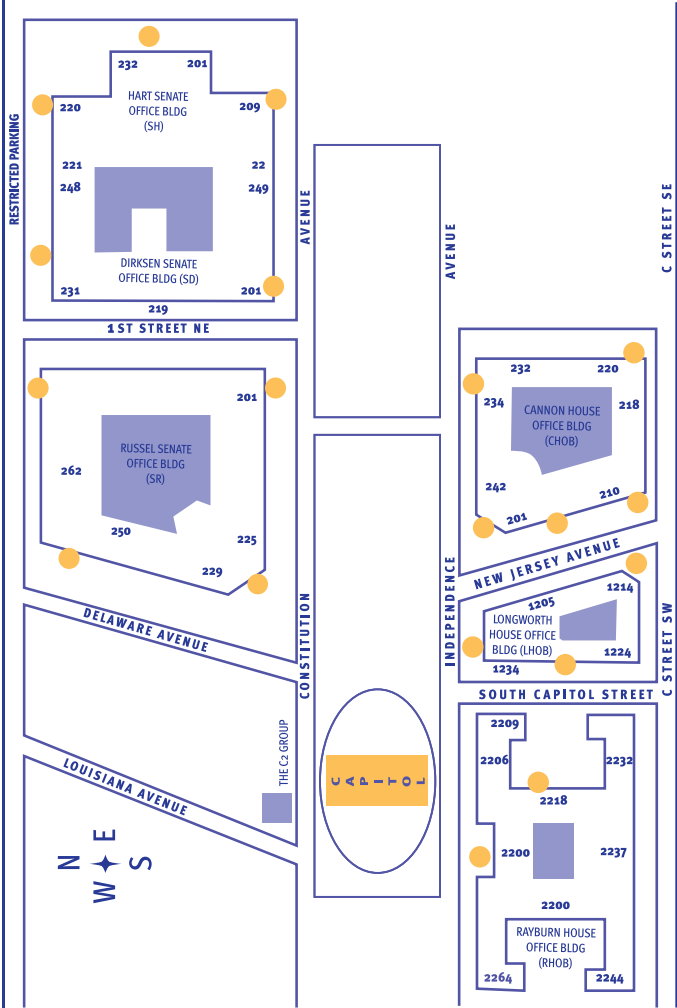 RESTRICTED PARKING
232
201
220
HART SENATE
OFFICE BLDG
(SH)
209
221
22
248
249
DIRKSEN SENATE
OFFICE BLDG (SD)
231
201
219
1ST STREET NE
AVENUE
AVENUE
C STREET SE
201
RUSSEL SENATE
OFFICE BLDG
(SR)
262
250
225
229
232
220
234
218
CANNON HOUSE
OFFICE BLDG
(CHOB)
242
210
201
NEW JERSEY AVENUE
DELAWARE AVENUE
CONSTITUTION
INDEPENDENCE
1214
1205
LONGWORTH
HOUSE OFFICE
BLDG (LHOB)
1224
1234
C STREET SW
SOUTH CAPITOL STREET
THE C2 GROUP
LOUISIANA AVENUE
CAPITOL
2209
2206
2232
2218
2200
2237
2200
RAYBURN HOUSE
OFFICE BLDG
(RHOB)
2264
2244
N
E
S
W